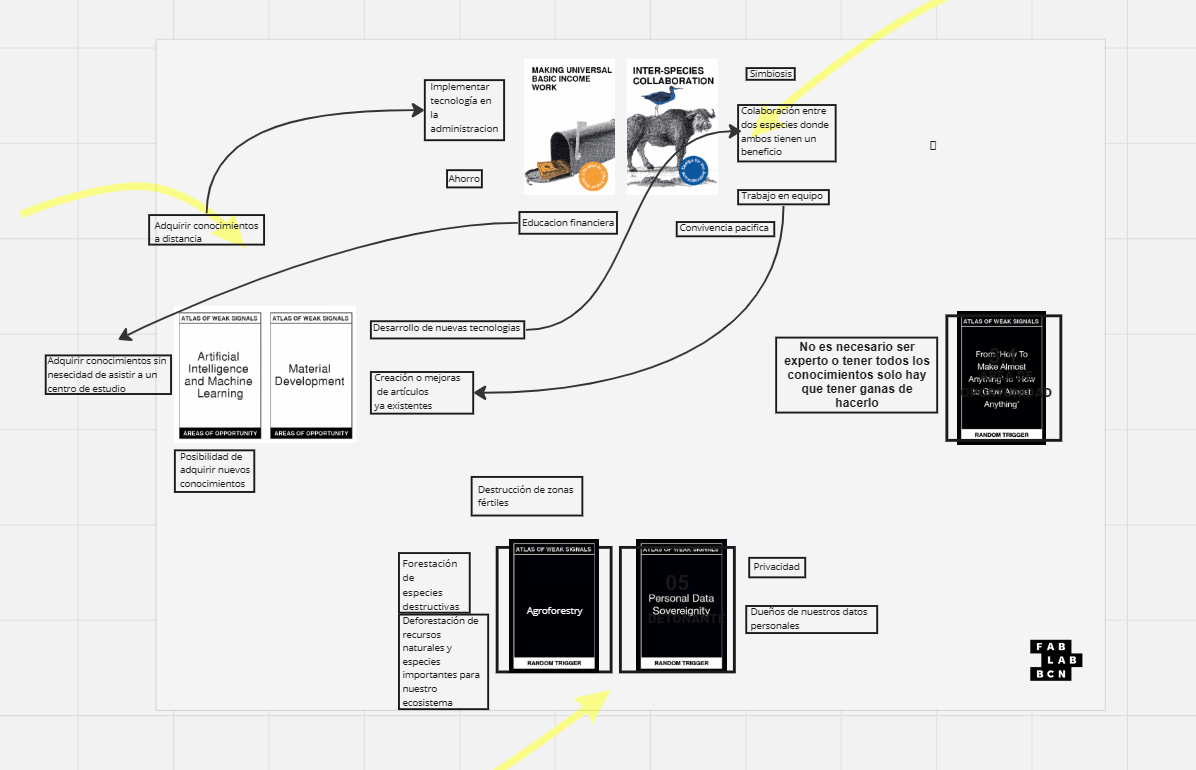 MAKING UNIVERSAL
BASIC INCOME
WORK
INTER-SPECIES
COLLABORATION
Simbiosis
Implementar
tecnología en
la
administracion
Colaboración entre
dos especies donde
ambos tienen un
beneficio
Ahorro
Trabajo en equipo
Adquirir conocimientos
a distancia
Educacion financiera
Convivencia pacifica
ATLAS OF WEAK SIGNALS
Artificial
Intelligence
and Machine
Learning
AREAS OF OPPORTUNITY
ATLAS OF WEAK SIGNALS
Material
Development
AREAS OF OPPORTUNITY
Desarrollo de nuevas tecnologias
Adquirir conocimientos sin
nesecidad de asistir a un
centro de estudio
Creación o mejoras
de artículos
ya existentes
No es necesario ser
experto o tener todos los
conocimientos solo hay
que tener ganas de
hacerlo
ATLAS OF WEAK SIGNALS
From 'How To
Make Almost
Anything' to 'How
to Grow Almost
Anything'
RANDOM TRIGGER
Posibilidad de
adquirir nuevos
conocimientos
Destrucción de zonas
fértiles
Forestación
de
especies
destructivas
Deforestación de
recursos
naturales y
especies
importantes para
nuestro
ecosistema
ATLAS OF WEAK SIGNALS
Agroforestry
RANDOM TRIGGER
ATLAS OF WEAK SIGNALS
05
Personal Data
Sovereignity
DETONANTE
RANDOM TRIGGER
Privacidad
Dueños de nuestros datos
personales
FAB
LAB
BCN